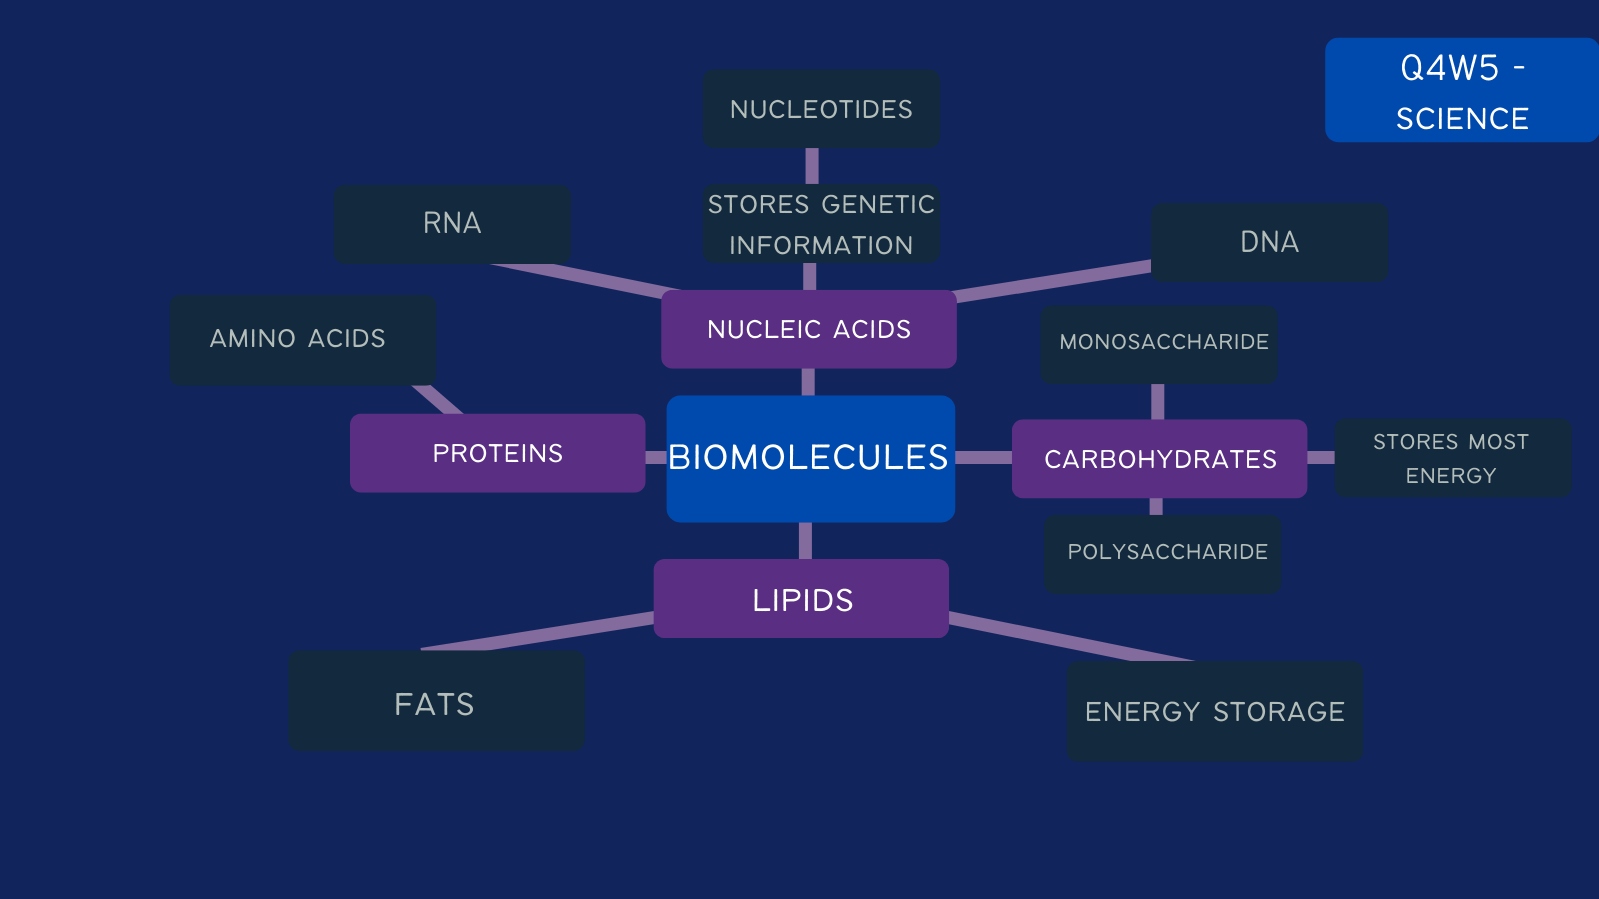 Q4W5 -
SCIENCE
NUCLEOTIDES
STORES GENETIC
INFORMATION
RNA
DNA
AMINO ACIDS
NUCLEIC ACIDS
MONOSACCHARIDE
PROTEINS
BIOMOLECULES
CARBOHYDRATES
STORES MOST
ENERGY
POLYSACCHARIDE
LIPIDS
FATS
ENERGY STORAGE